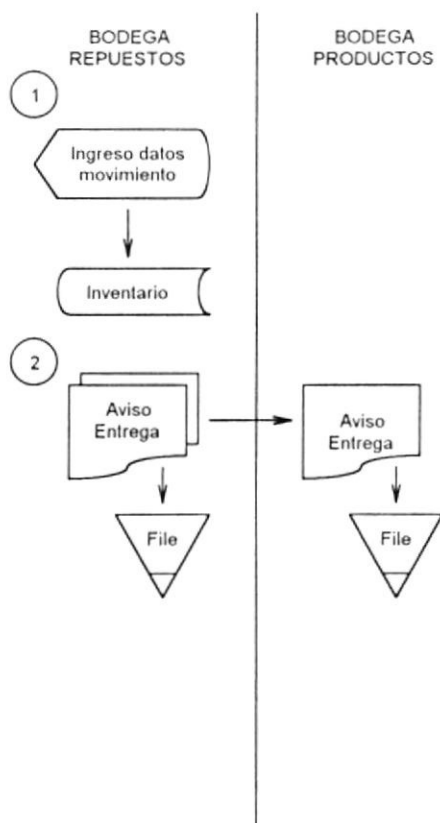 BODEGA
REPUESTOS
BODEGA
PRODUCTOS
1
Ingreso datos
movimiento
Inventario
2
Aviso
Entrega
Aviso
Entrega
File
File